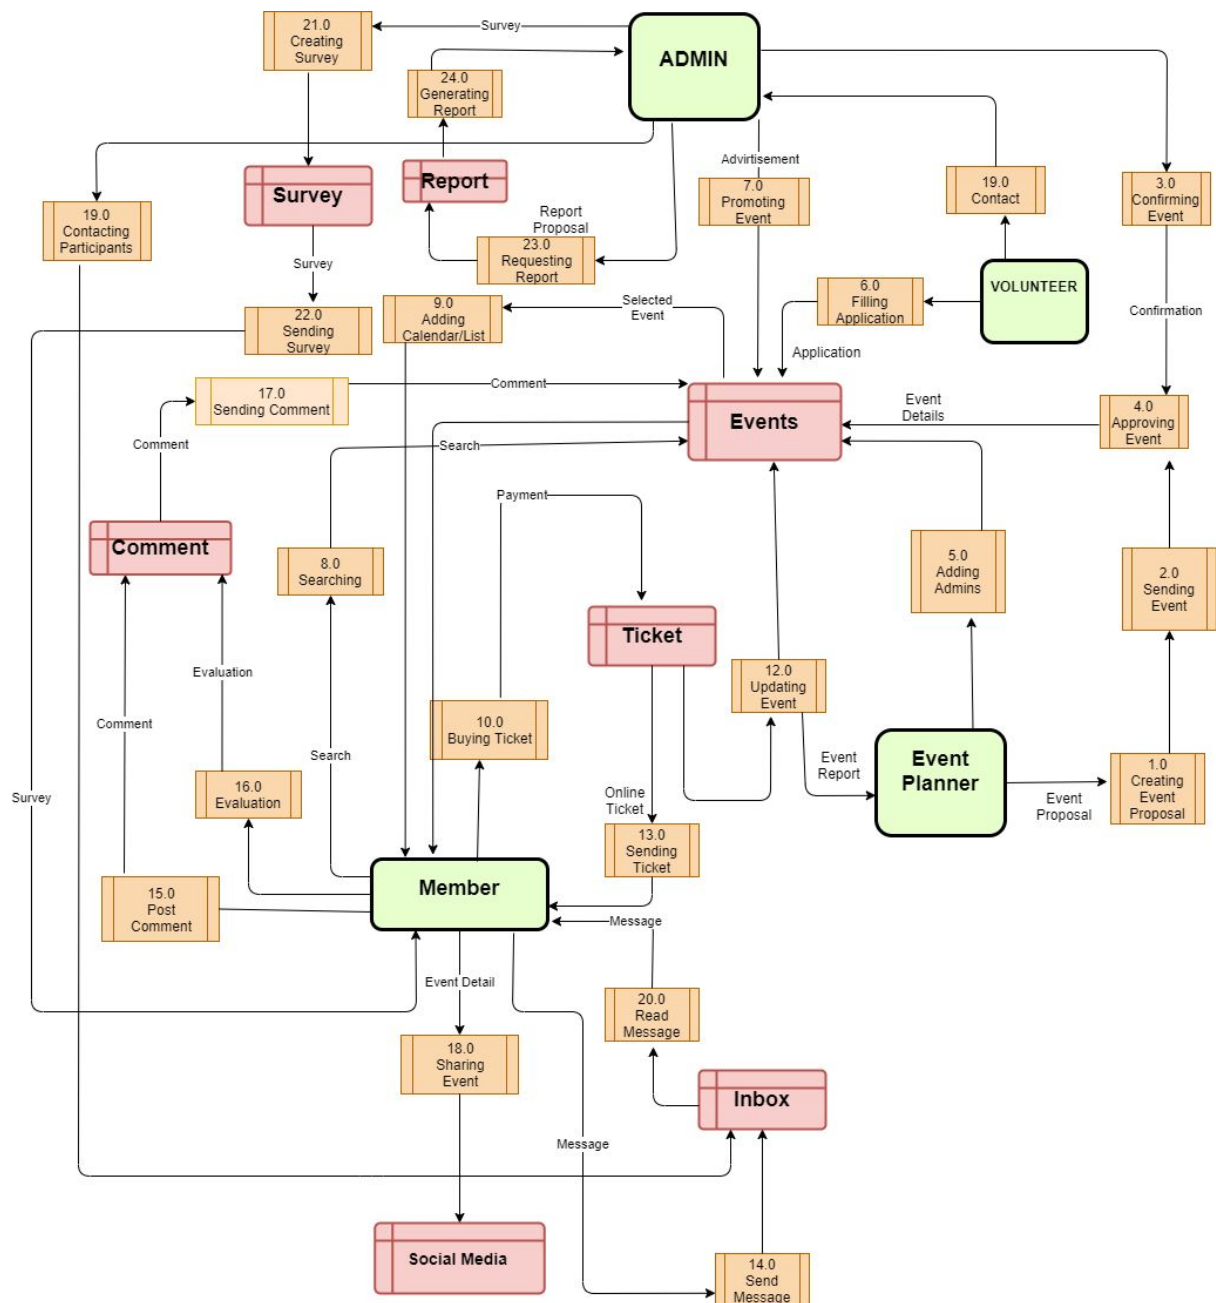 21.0
Creating
Survey
Survey
ADMIN
24.0
Generating
Report
Advirtisement
Survey
Report
7.0
Promoting
Event
19.0
Contact
3.0
Confirming
Event
19.0
Contacting
Participants
Report
Proposal
23.0
Requesting
Report
Survey
VOLUNTEER
6.0
Filling
Application
9.0
Adding
Calendar/List
Selected
Event
Confirmation
22.0
Sending
Survey
Application
17.0
Sending Comment
Comment
Events
Event
Details
4.0
Approving
Event
Comment
Search
Payment
Comment
8.0
Searching
5.0
Adding
Admins
2.0
Sending
Event
Ticket
Evaluation
12.0
Updating
Event
Comment
10.0
Buying Ticket
Search
Event
Report
Event
Planner
1.0
Creating
Event
Proposal
Survey
16.0
Evaluation
Online
Ticket
Event
Proposal
13.0
Sending
Ticket
Member
15.0
Post
Comment
Message
Event Detail
20.0
Read
Message
18.0
Sharing
Event
Inbox
Message
Social Media
14.0
Send
Message